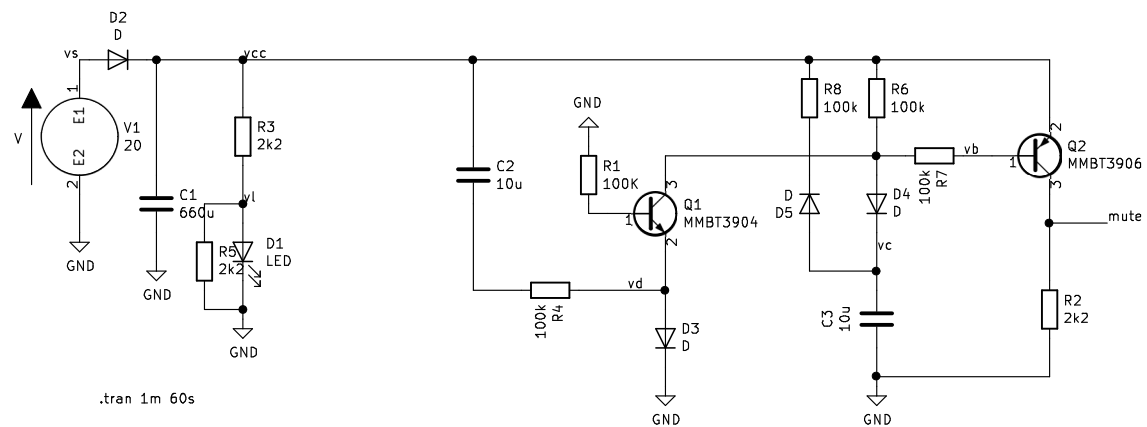 D2
D
vs
vcc
1
E1
V
V1
20
E2
2
GND
C1
660u
GND
R3
2k2
vl
R5
2k2
D1
LED
GND
.tran 1m 60s
C2
10u
GND
R1
100K
3
1
Q1
MMBT3904
2
vd
100k
R4
D3
D
GND
R8
100k
R6
100k
vb
100k
R7
D
D5
D4
D
vc
C3
10u
GND
2
1
Q2
MMBT3906
3
mute
R2
2k2